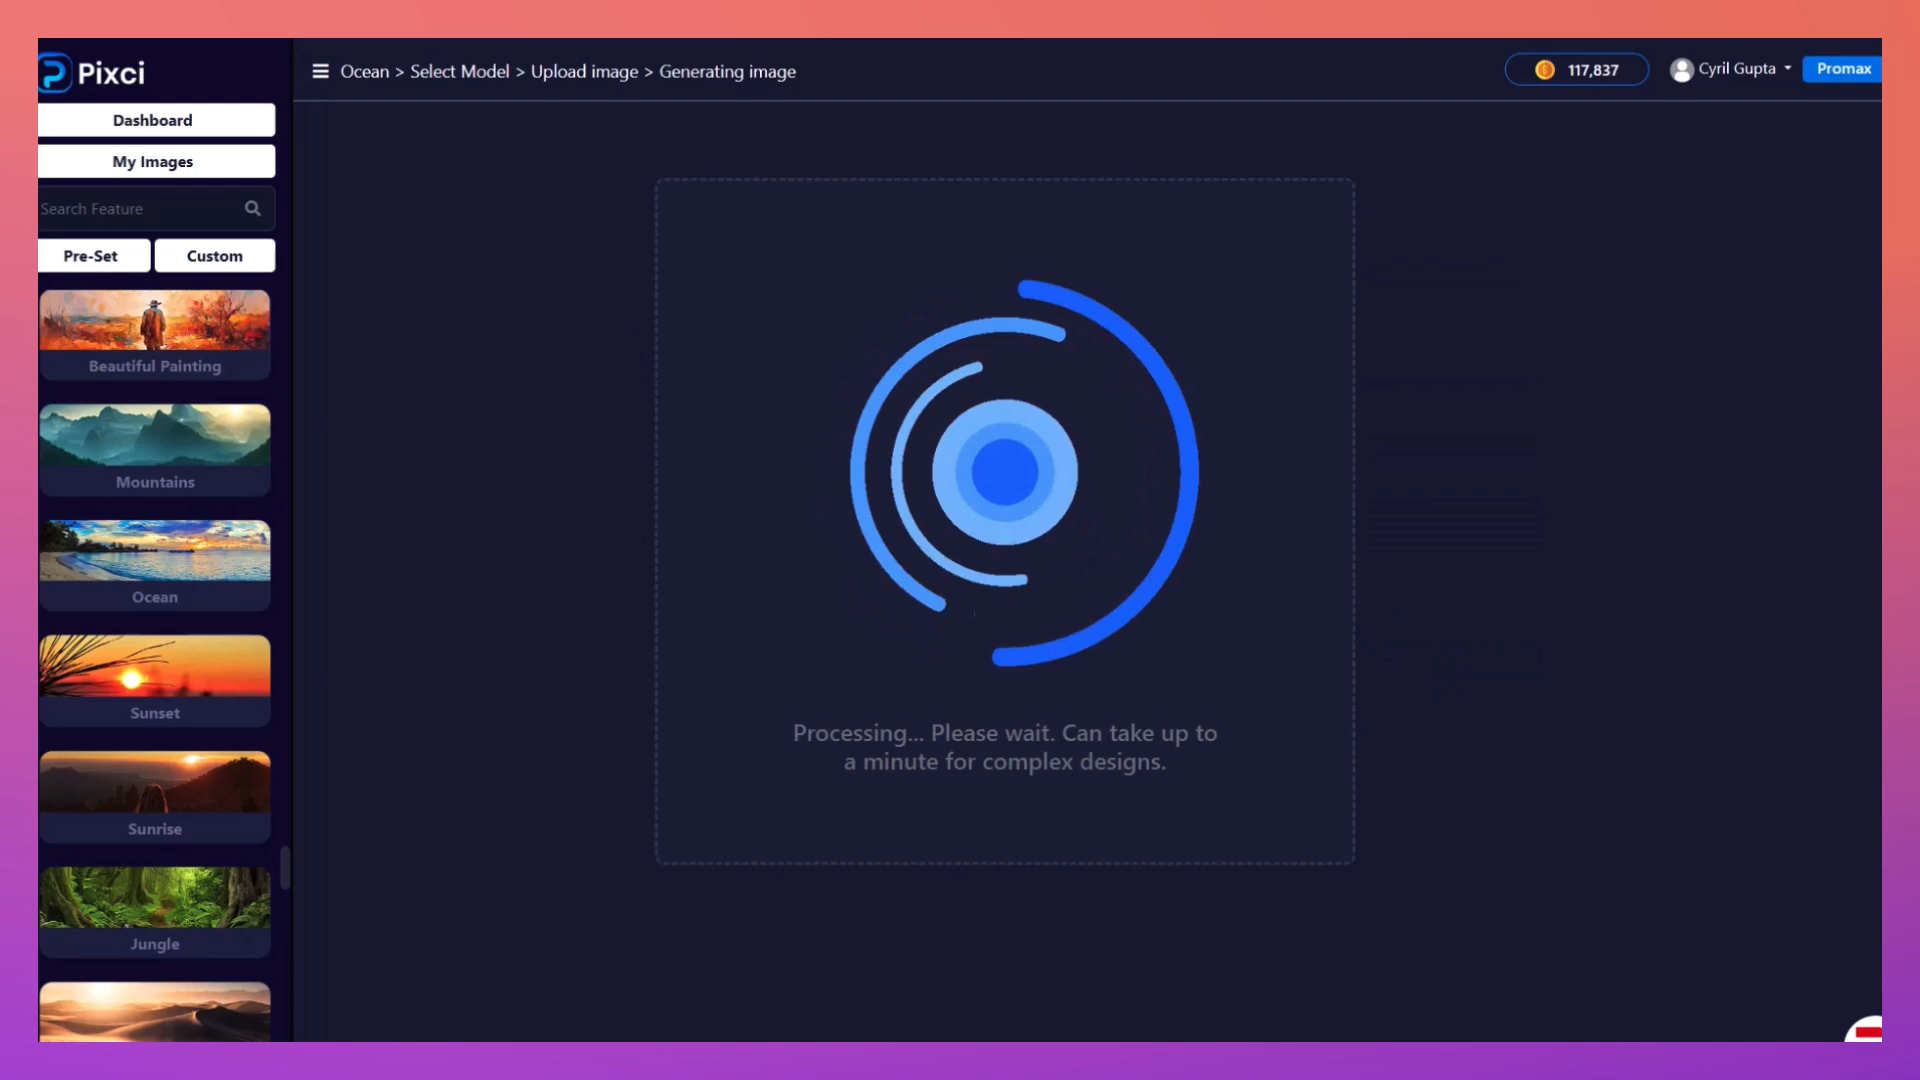 Pixci
Ocean > Select Model > Upload image > Generating image
117,837
Cyril Gupta
Promax
Dashboard
My Images
Search Feature
Pre-Set
Custom
Beautiful Painting
Mountains
Ocean
Sunset
Sunrise
Jungle
Processing... Please wait. Can take up to
a minute for complex designs.